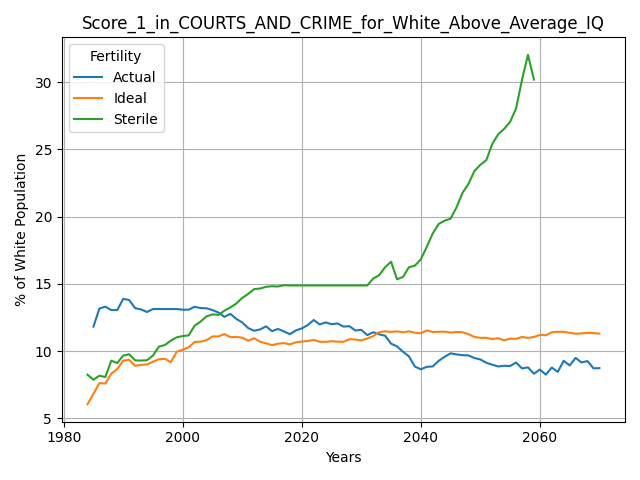 Score_1_in_COURTS_AND_CRIME_for_White_Above_Average_IQ
Fertility
Actual
Ideal
Sterile
% of White Population
30
25
20
15
10
5
1980
2000
2020
2040
2060
Years